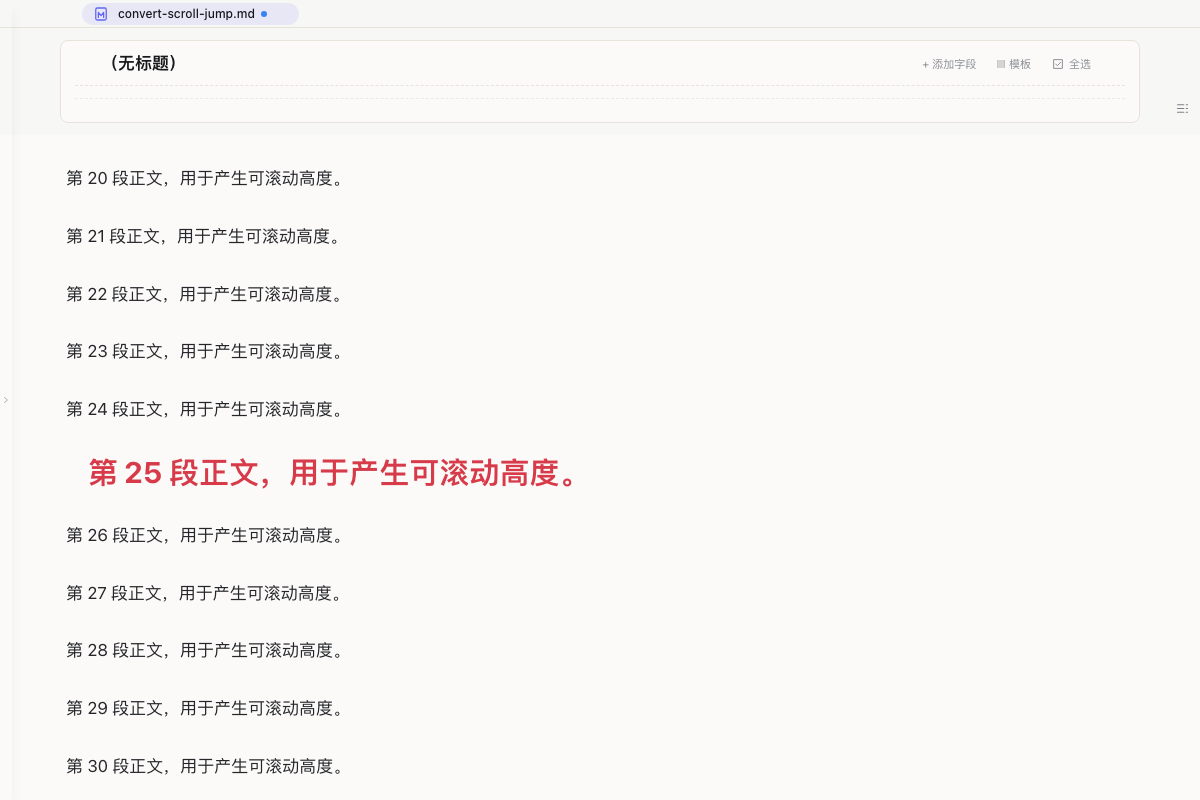 convert-scroll-jump.md
（无标题）
+ 添加字段 模板 全选
第 20 段正文，用于产生可滚动高度。
第 21 段正文，用于产生可滚动高度。
第 22 段正文，用于产生可滚动高度。
第 23 段正文，用于产生可滚动高度。
第 24 段正文，用于产生可滚动高度。
第 25 段正文，用于产生可滚动高度。
第 26 段正文，用于产生可滚动高度。
第 27 段正文，用于产生可滚动高度。
第 28 段正文，用于产生可滚动高度。
第 29 段正文，用于产生可滚动高度。
第 30 段正文，用于产生可滚动高度。